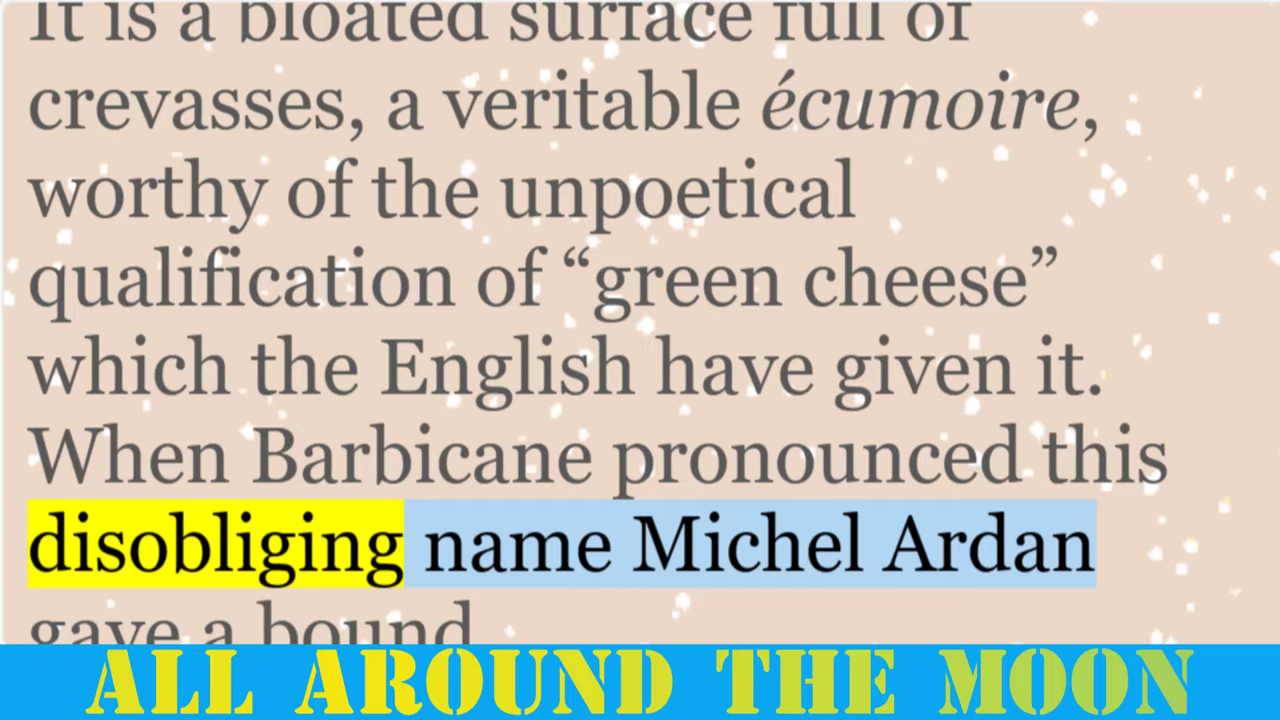 It is a bloated surface full of
crevasses, a veritable écumoire,
worthy of the unpoetical
qualification of “green cheese”
which the English have given it.
When Barbicane pronounced this
disobliging name Michel Ardan
gave a bound
ALL AROUND THE MOON